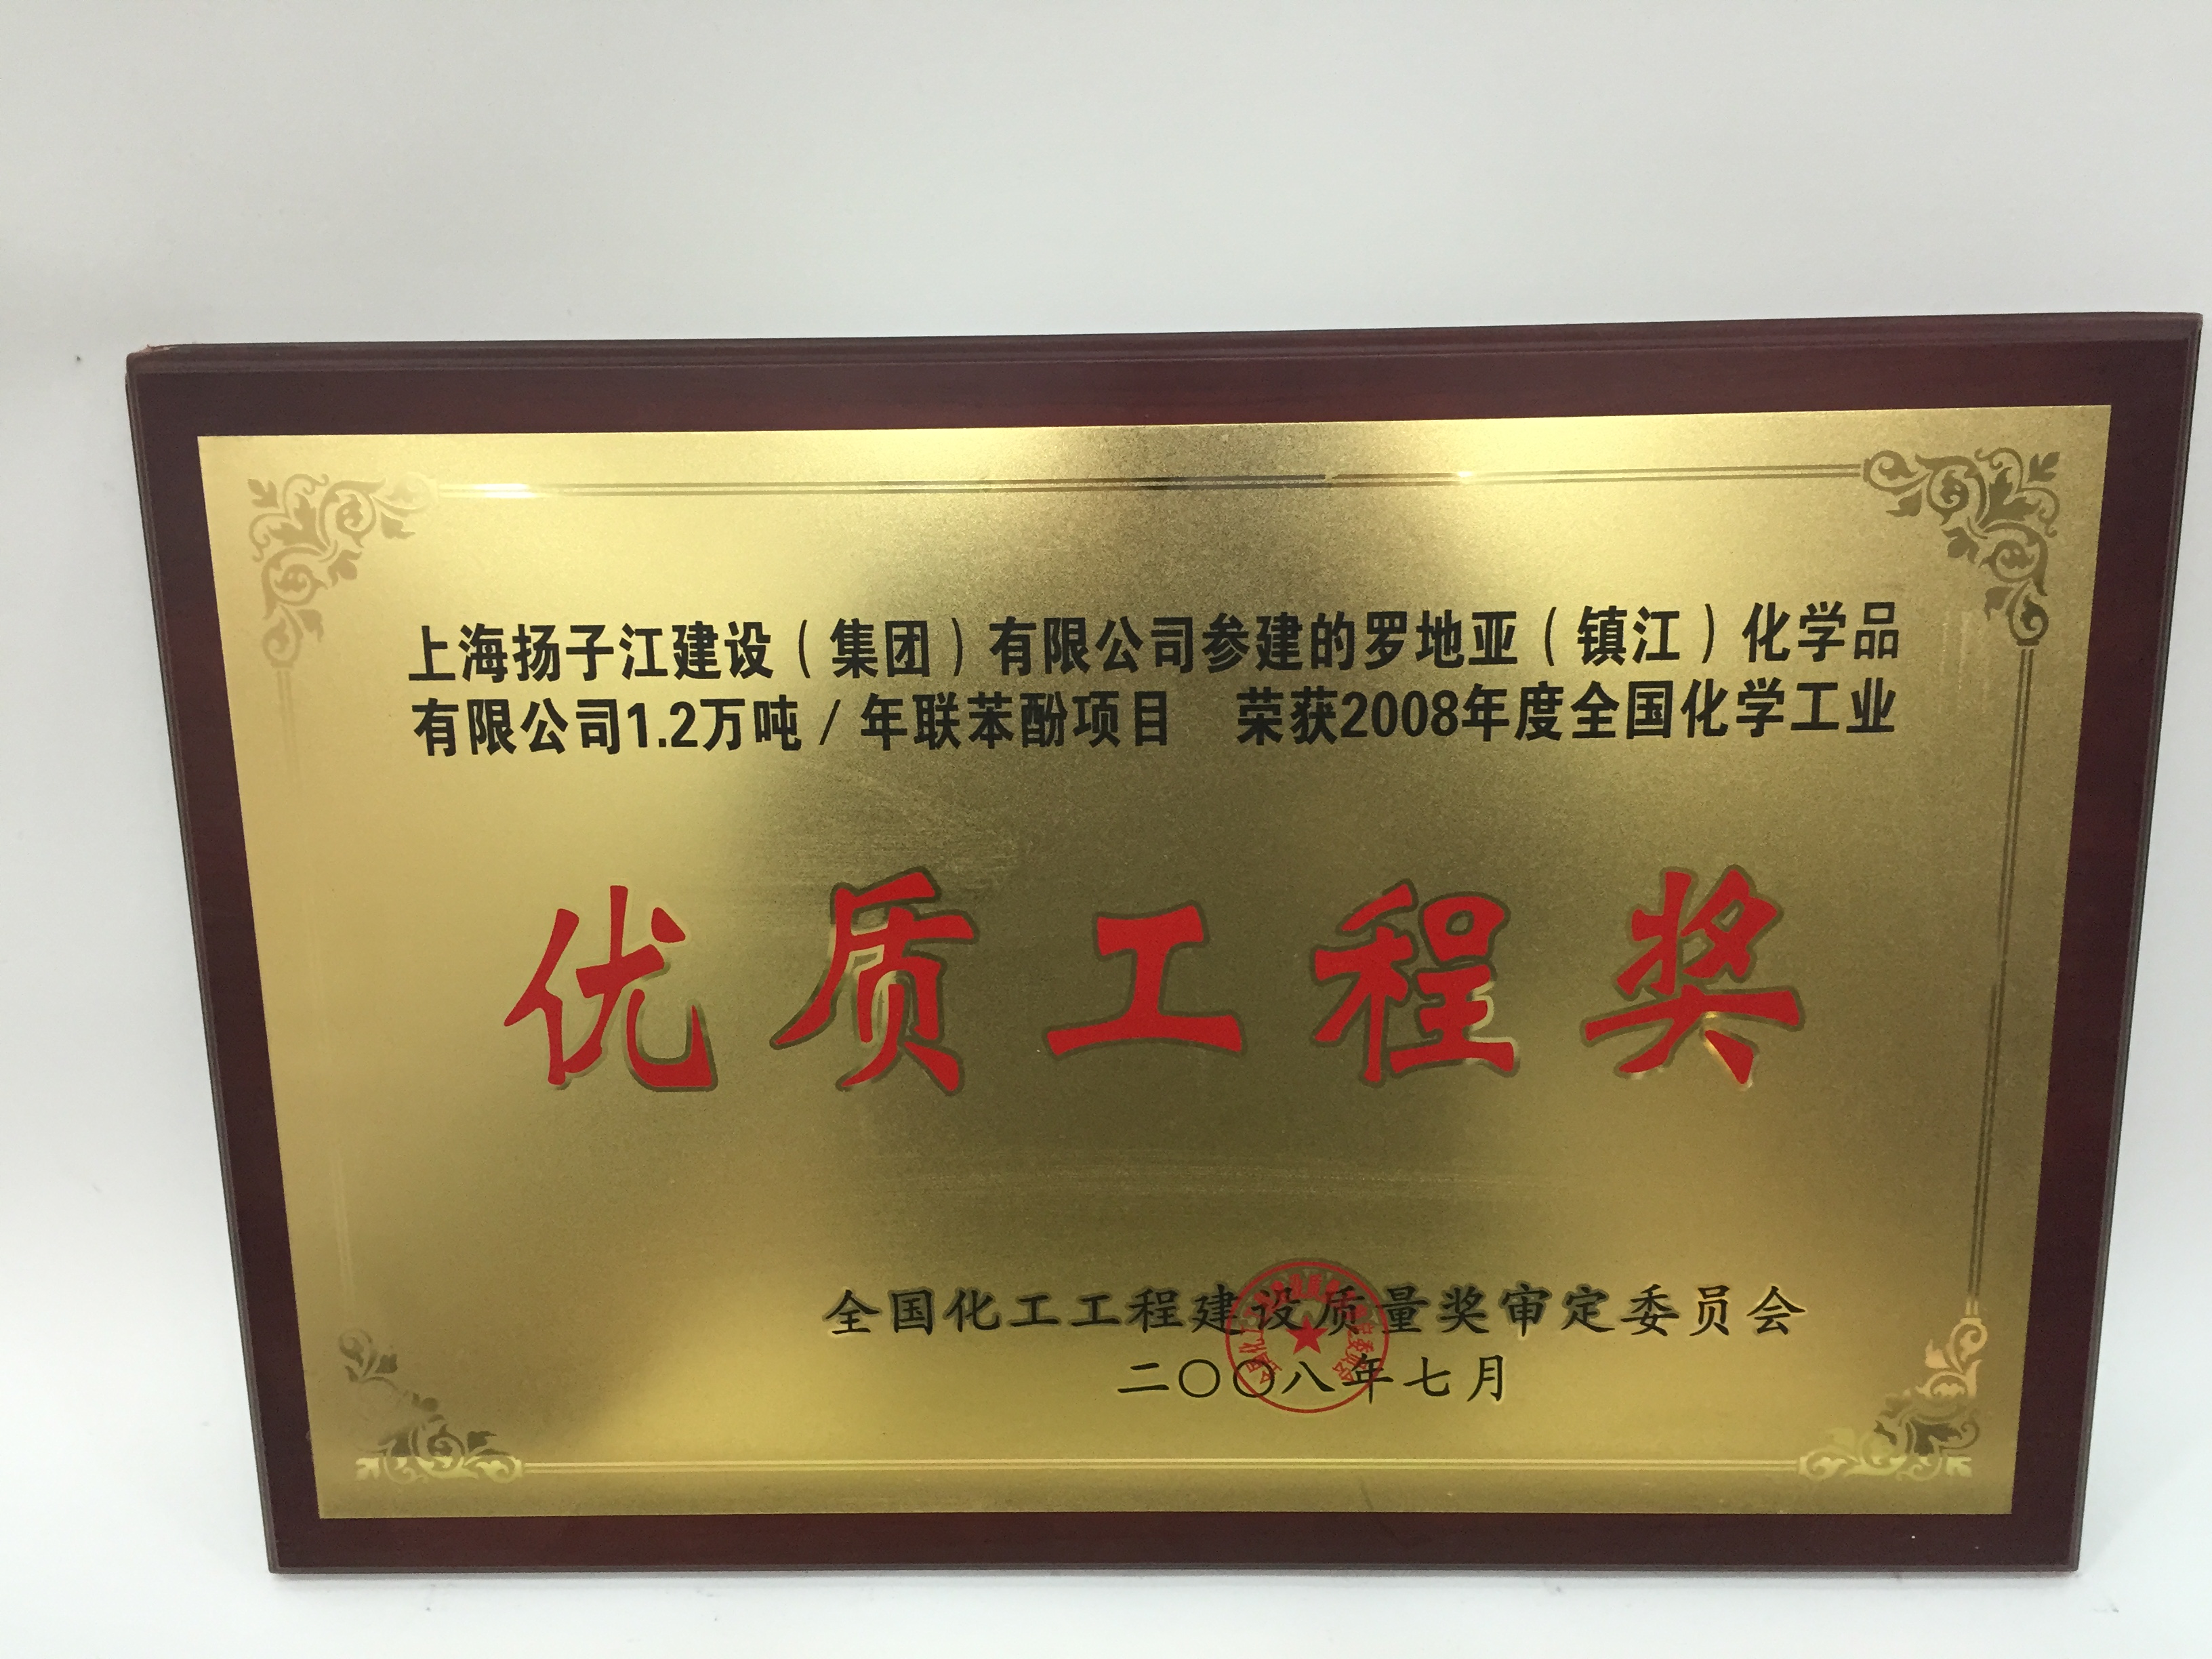 上海扬子江建设（集团）有限公司参建的罗地亚（镇江）化学品
有限公司1.2万吨/年联苯酚项目 荣获2008年度全国化学工业
优质工程奖
全国化工工程建设质量奖审定委员会
二〇〇八年七月